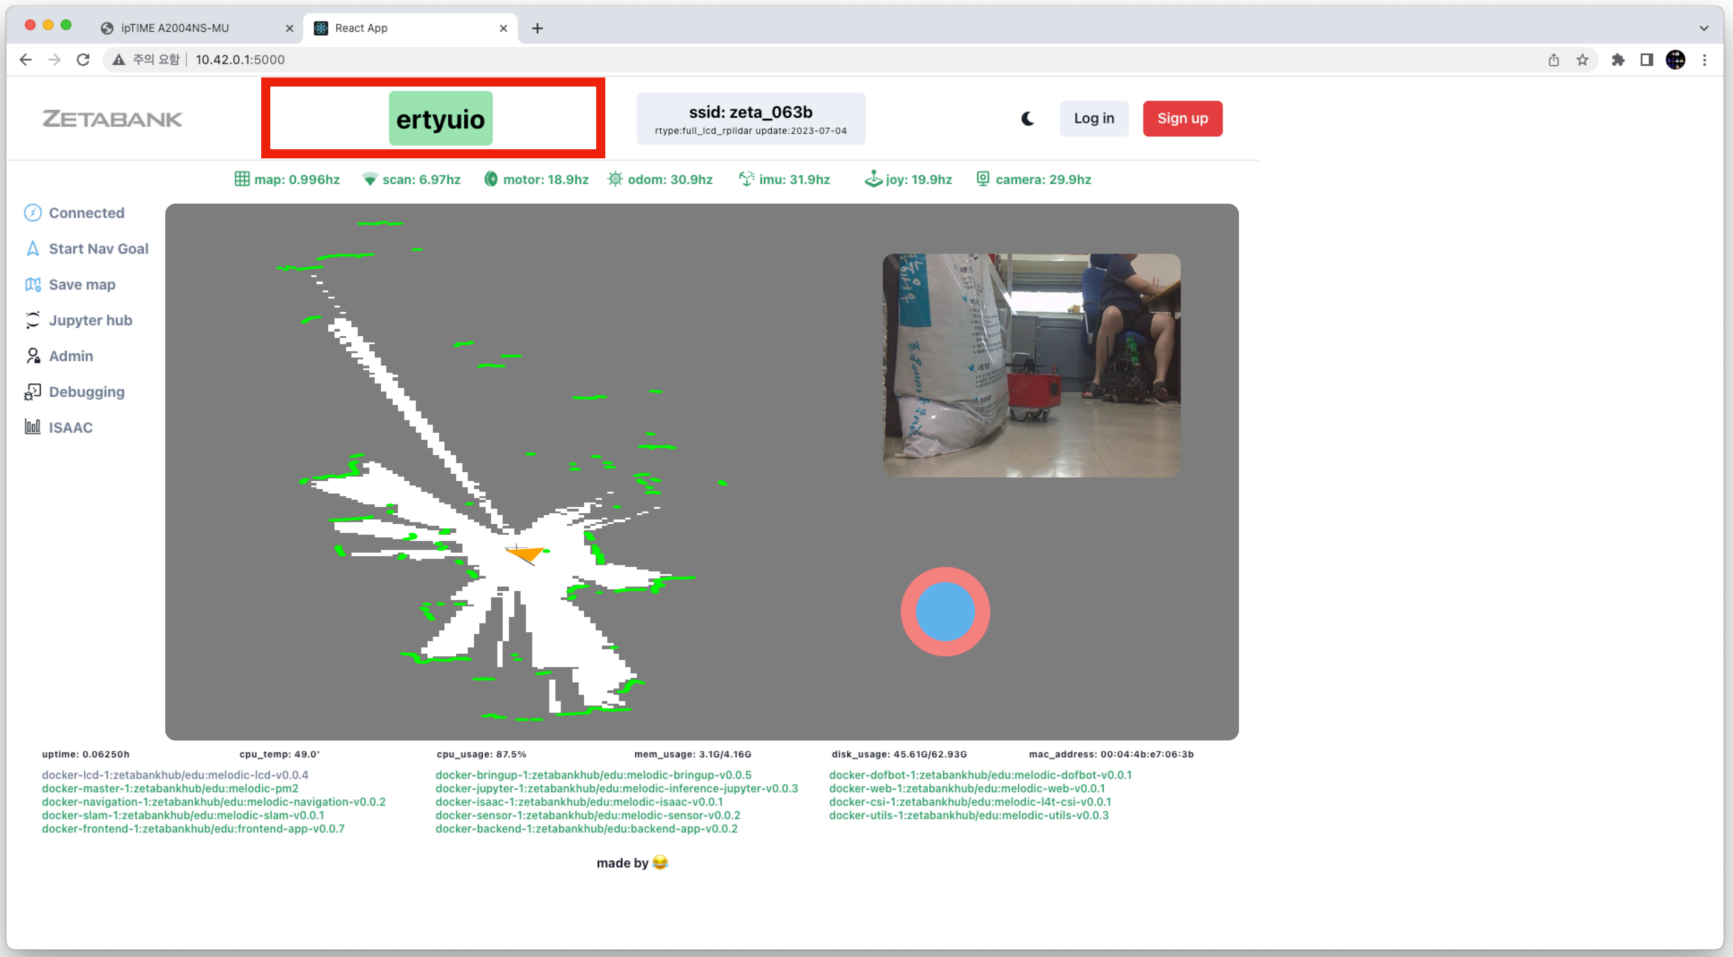 ipTIME A2004NS-MU
React App
주의 요함
10.42.0.1:5000
ZETABANK
ertyuio
ssid: zeta_063b
rtype:full_lcd_rplidar update:2023-07-04
Log in
Sign up
map: 0.996hz
scan: 6.97hz
motor: 18.9hz
odom: 30.9hz
imu: 31.9hz
joy: 19.9hz
camera: 29.9hz
Connected
Start Nav Goal
Save map
Jupyter hub
Admin
Debugging
ISAAC
uptime: 0.06250h
cpu_temp: 49.0'
cpu_usage: 87.5%
mem_usage: 3.1G/4.16G
disk_usage: 45.61G/62.93G
mac_address: 00:04:4b:e7:06:3b
docker-lcd-1:zetabankhub/edu:melodic-lcd-v0.0.4
docker-master-1:zetabankhub/edu:melodic-pm2
docker-navigation-1:zetabankhub/edu:melodic-navigation-v0.0.2
docker-slam-1:zetabankhub/edu:melodic-slam-v0.0.1
docker-frontend-1:zetabankhub/edu:frontend-app-v0.0.7
docker-bringup-1:zetabankhub/edu:melodic-bringup-v0.0.5
docker-jupyter-1:zetabankhub/edu:melodic-inference-jupyter-v0.0.3
docker-isaac-1:zetabankhub/edu:melodic-isaac-v0.0.1
docker-sensor-1:zetabankhub/edu:melodic-sensor-v0.0.2
docker-backend-1:zetabankhub/edu:backend-app-v0.0.2
docker-dofbot-1:zetabankhub/edu:melodic-dofbot-v0.0.1
docker-web-1:zetabankhub/edu:melodic-web-v0.0.1
docker-csi-1:zetabankhub/edu:melodic-l4t-csi-v0.0.1
docker-utils-1:zetabankhub/edu:melodic-utils-v0.0.3
made by 😂